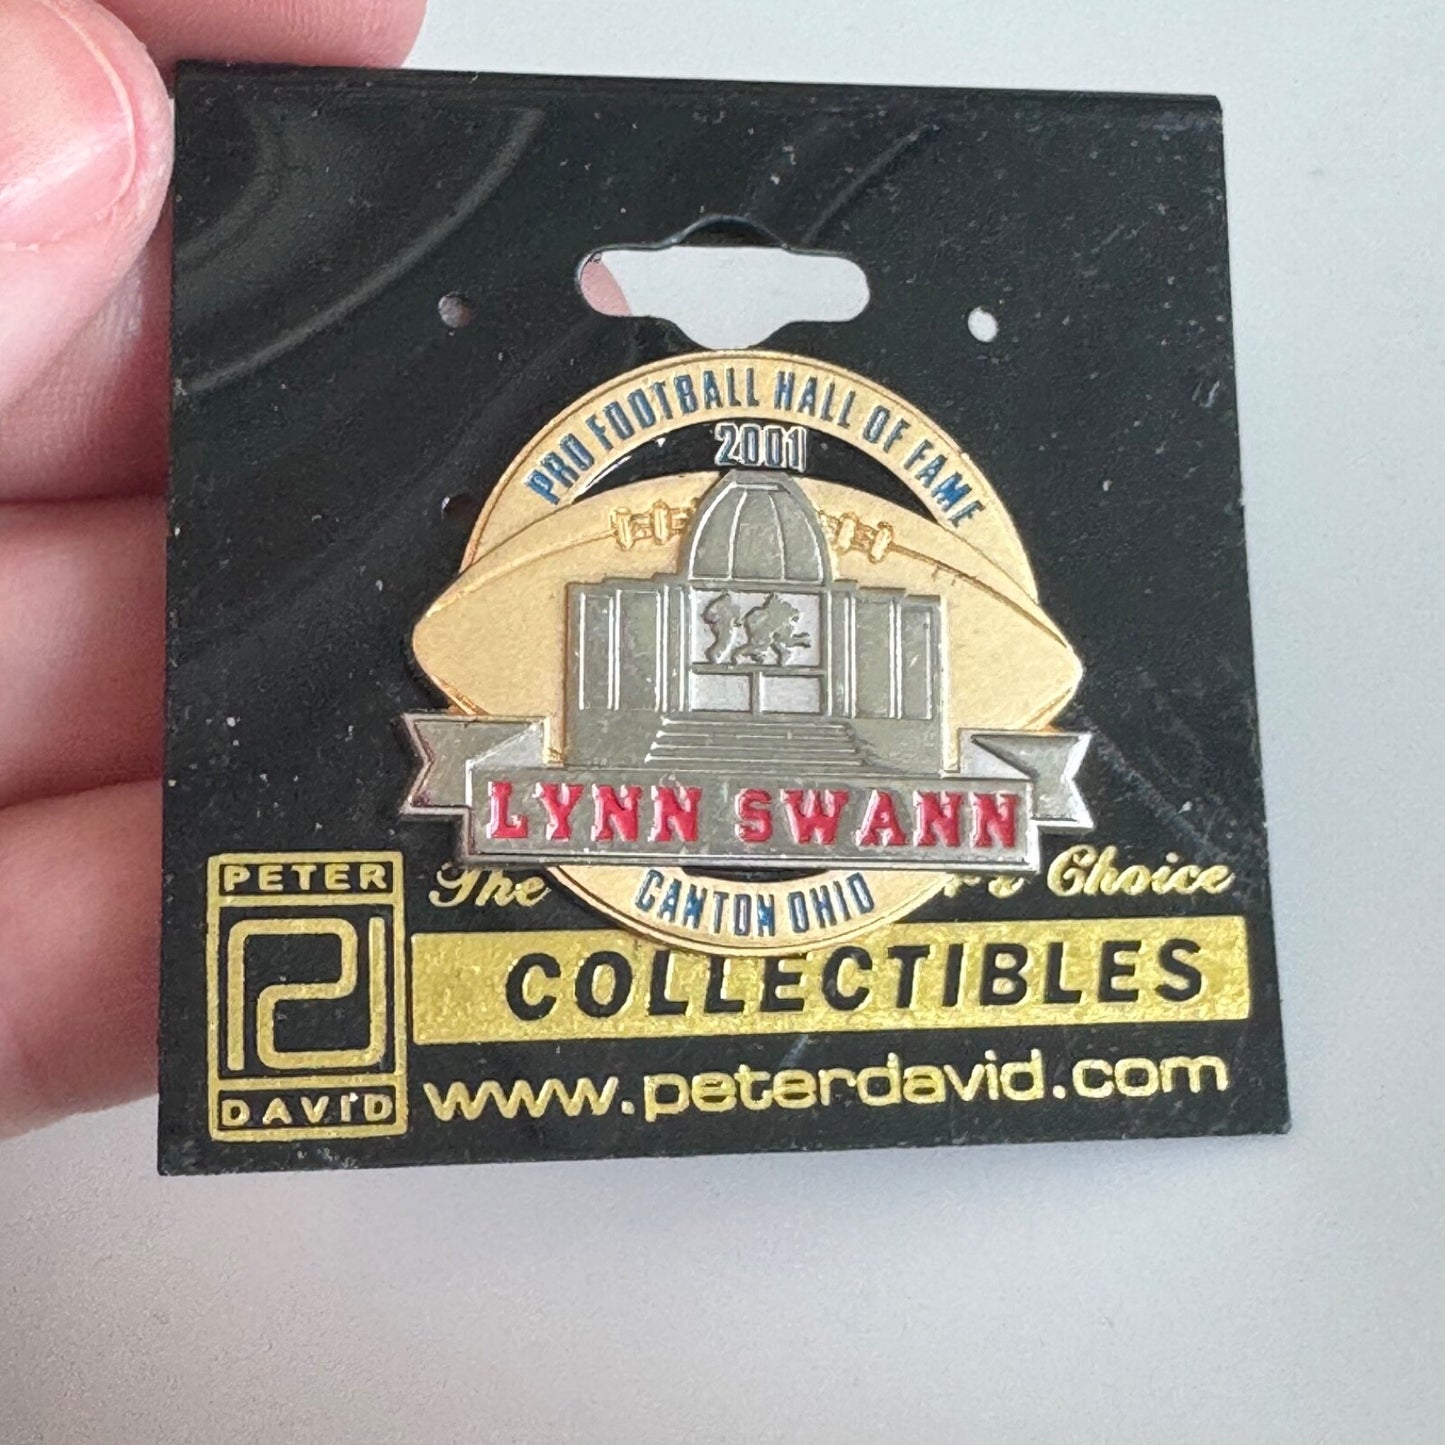 PRO FOOTBALL HALL OF FAME
2001
LYNN SWANN
CANTON OHIO
PETER
DAVID
The Choice
COLLECTIBLES
www.peterdavid.com